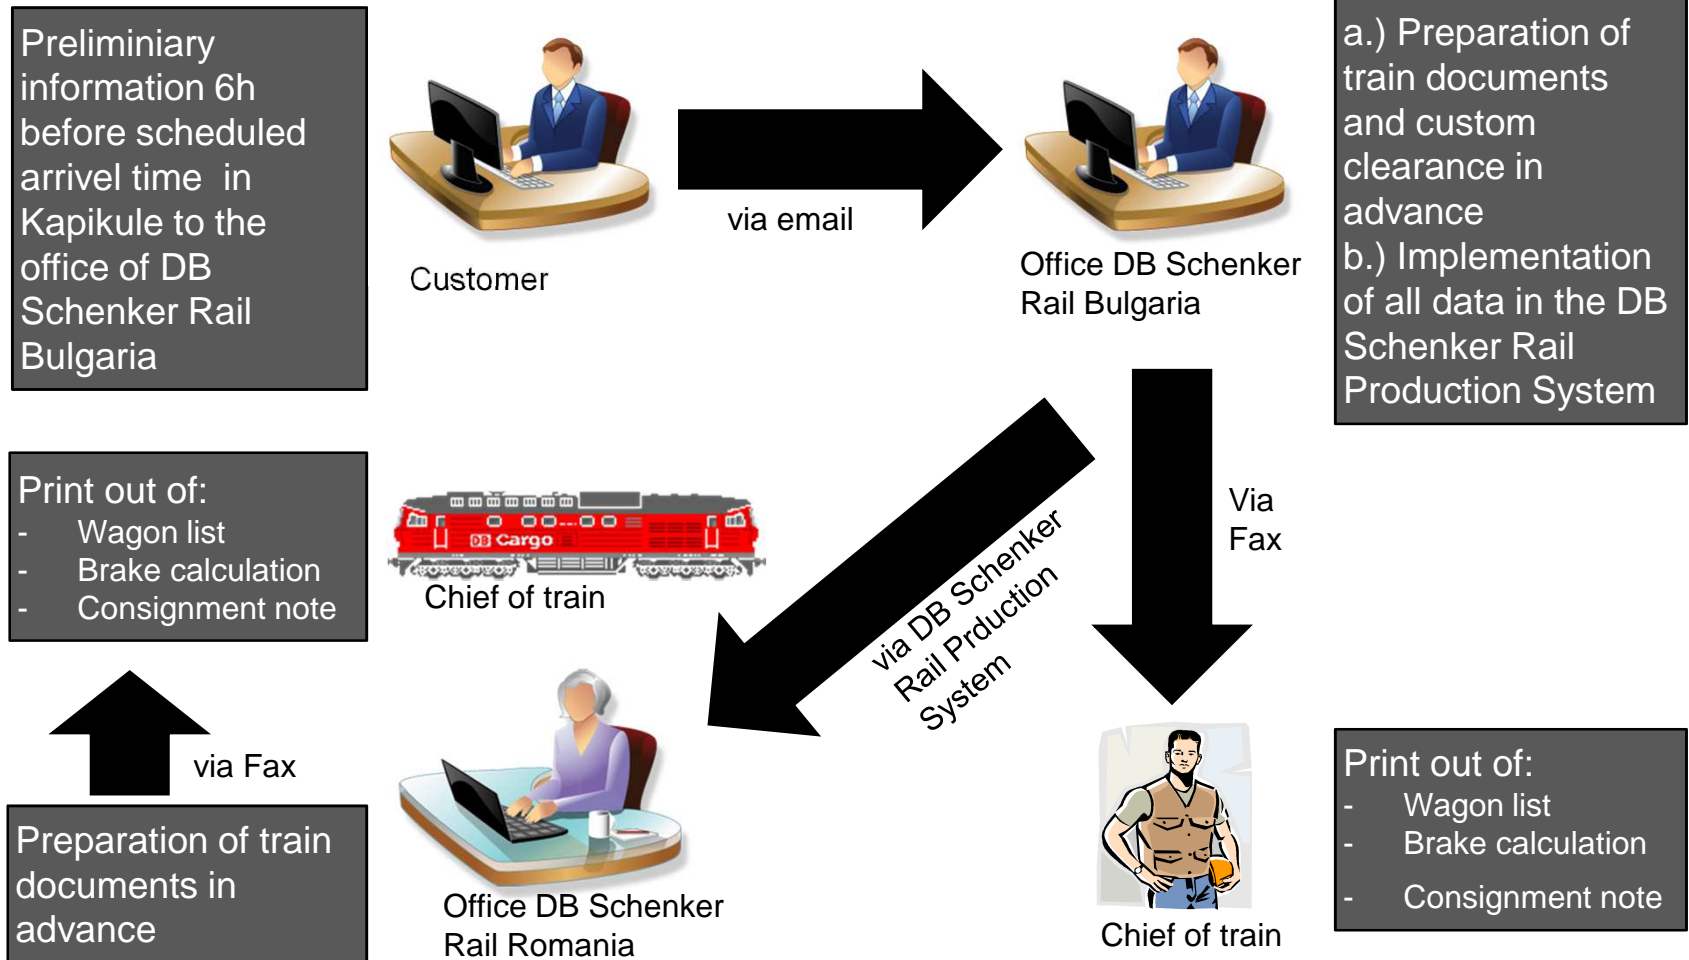 Preliminiary
information 6h
before scheduled
arrivel time  in
Kapikule to the
office of DB
Schenker Rail
Bulgaria
Customer
via email
Office DB Schenker
Rail Bulgaria
a.) Preparation of
train documents
and custom
clearance in
advance
b.) Implementation
of all data in the DB
Schenker Rail
Production System
Via
Fax
via DB Schenker
Rail Prduction
System
Print out of:
- Wagon list
- Brake calculation
- Consignment note
DB Cargo
Chief of train
via Fax
Preparation of train
documents in
advance
Office DB Schenker
Rail Romania
Chief of train
Print out of:
- Wagon list
- Brake calculation
- Consignment note